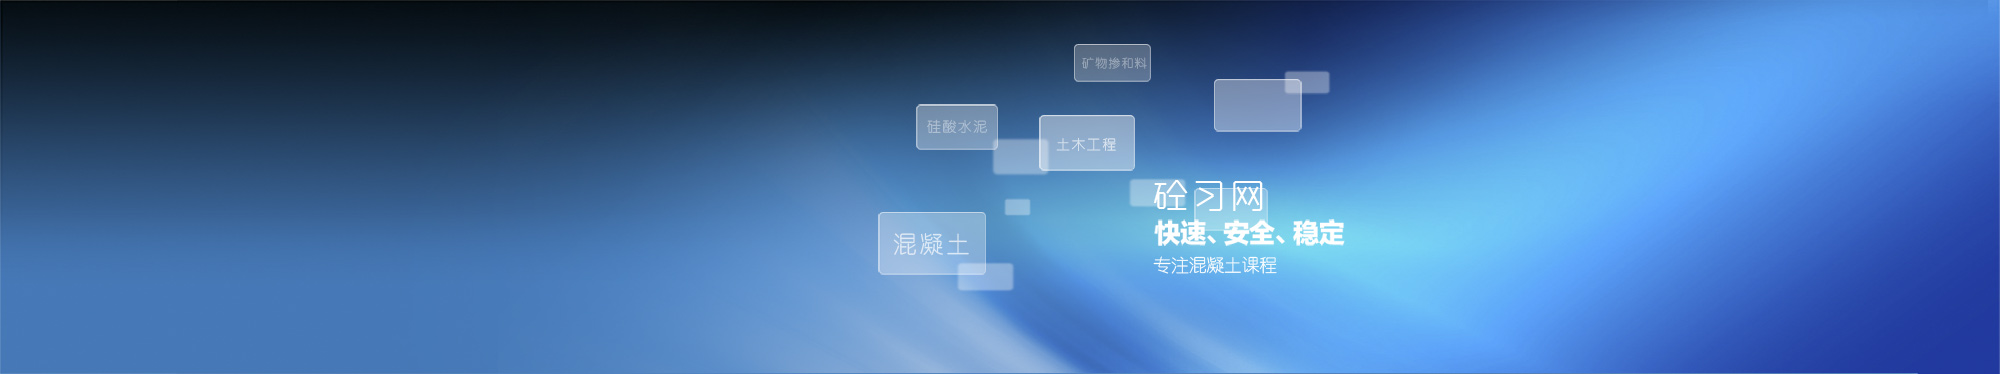 矿物掺和料
硅酸水泥
土木工程
混凝土
砼习网
快速、安全、稳定
专注混凝土课程